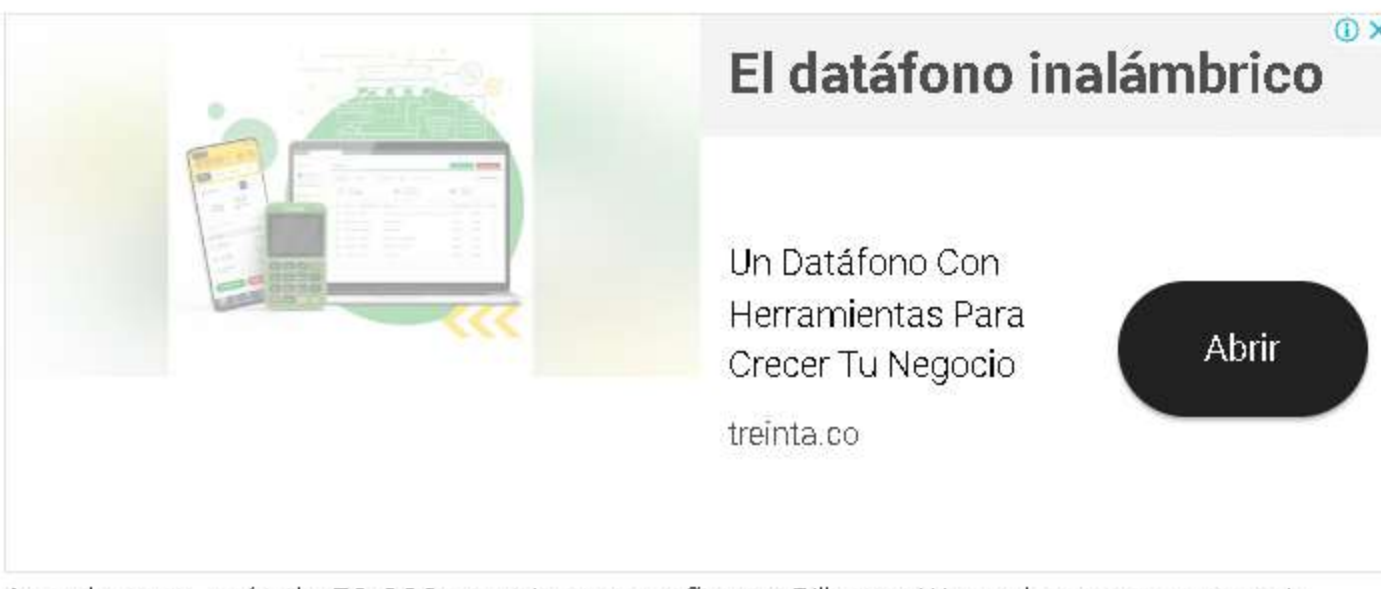 El datáfono inalámbrico
Un Datáfono Con
Herramientas Para
Crecer Tu Negocio
Abrir
treinta.co